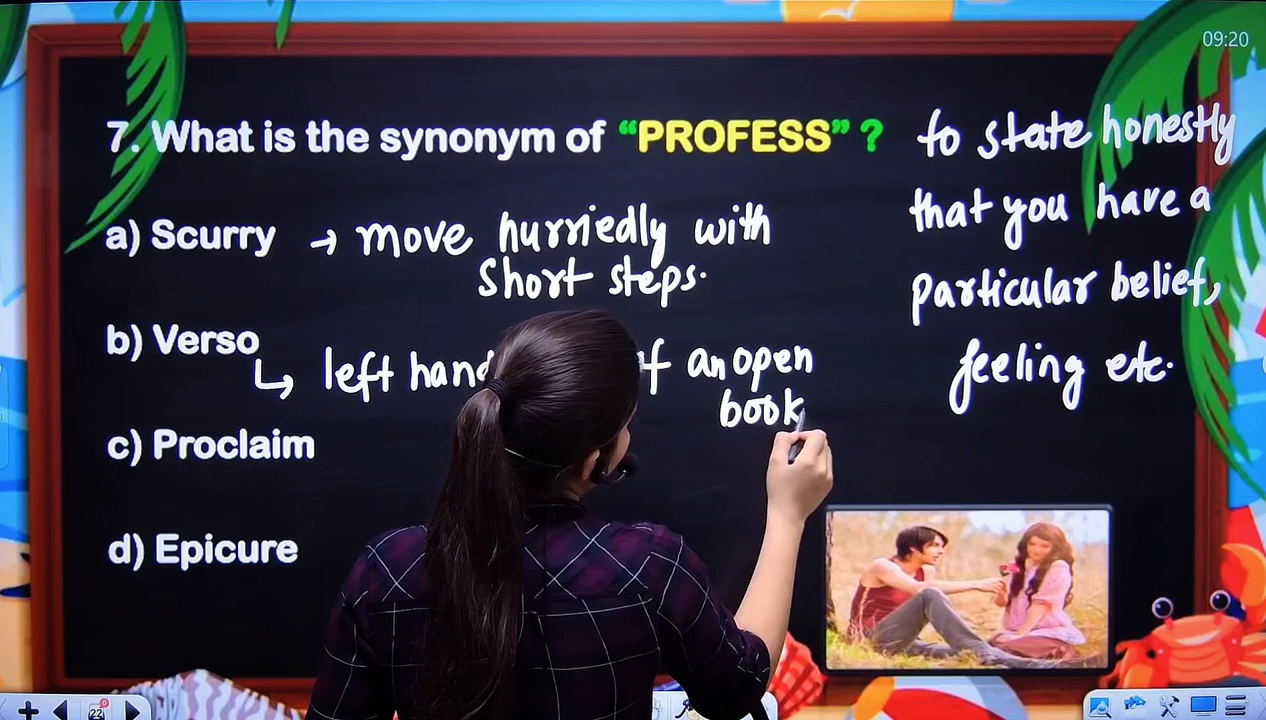 09:20
7. What is the synonym of “PROFESS” ?
to state honestly
that you have a
particular belief,
feeling etc.
a) Scurry → move hurriedly with
short steps.
b) Verso
↳ left hand f an open
book
c) Proclaim
d) Epicure